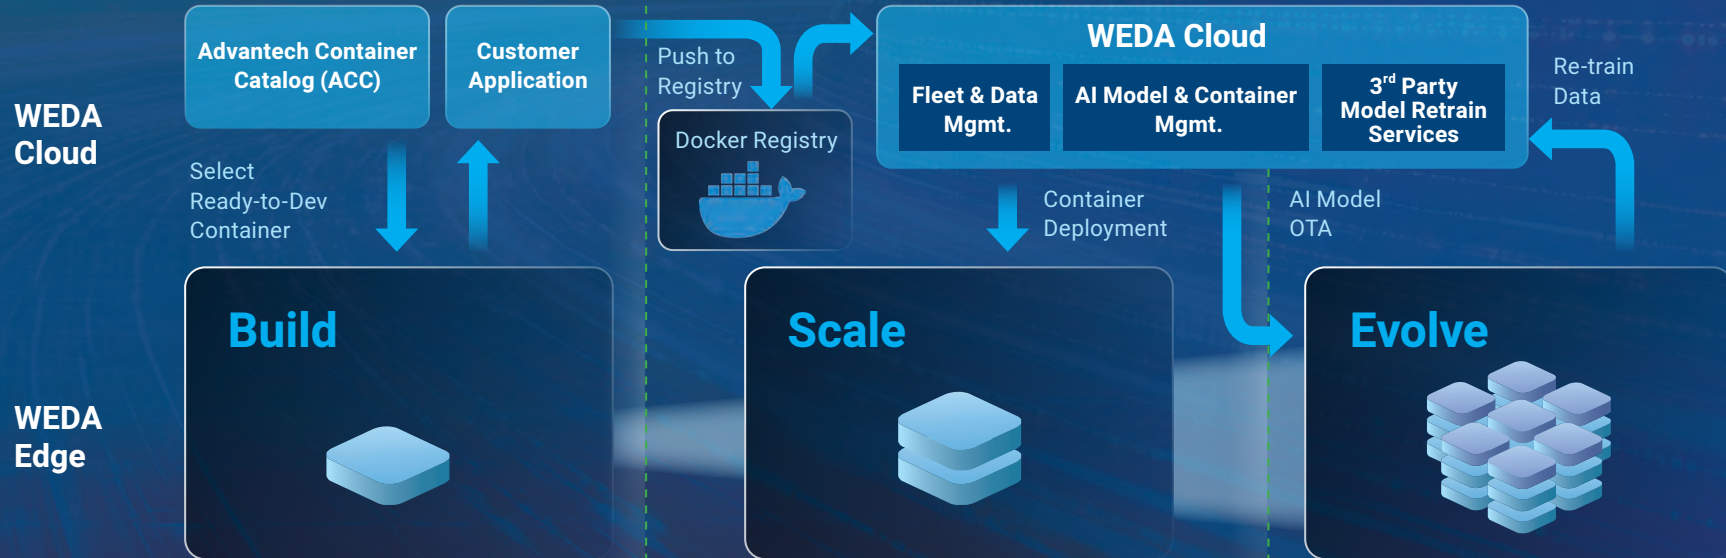 WEDA
Cloud
Advantech Container
Catalog (ACC)
Customer
Application
Select
Ready-to-Dev
Container
Push to
Registry
Docker Registry
WEDA Cloud
Fleet & Data
Mgmt.
AI Model & Container
Mgmt.
3rd Party
Model Retrain
Services
Re-train
Data
Container
Deployment
AI Model
OTA
WEDA
Edge
Build
Scale
Evolve